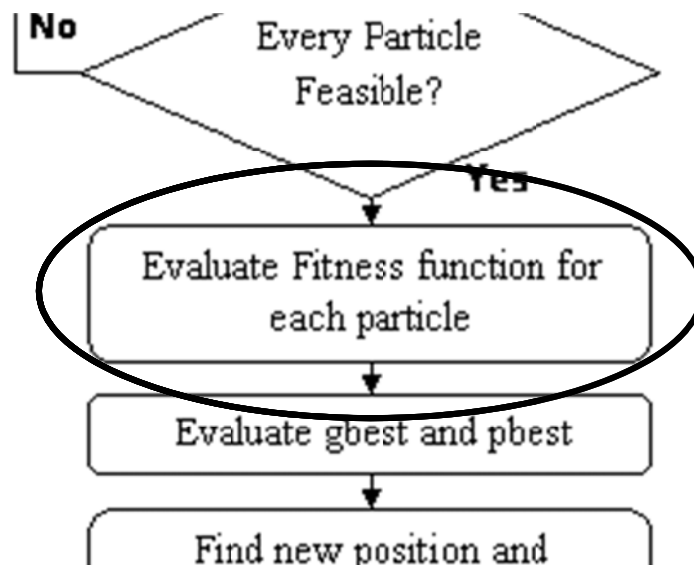 No
Every Particle
Feasible?
Yes
Evaluate Fitness function for
each particle
Evaluate gbest and pbest
Find new position and